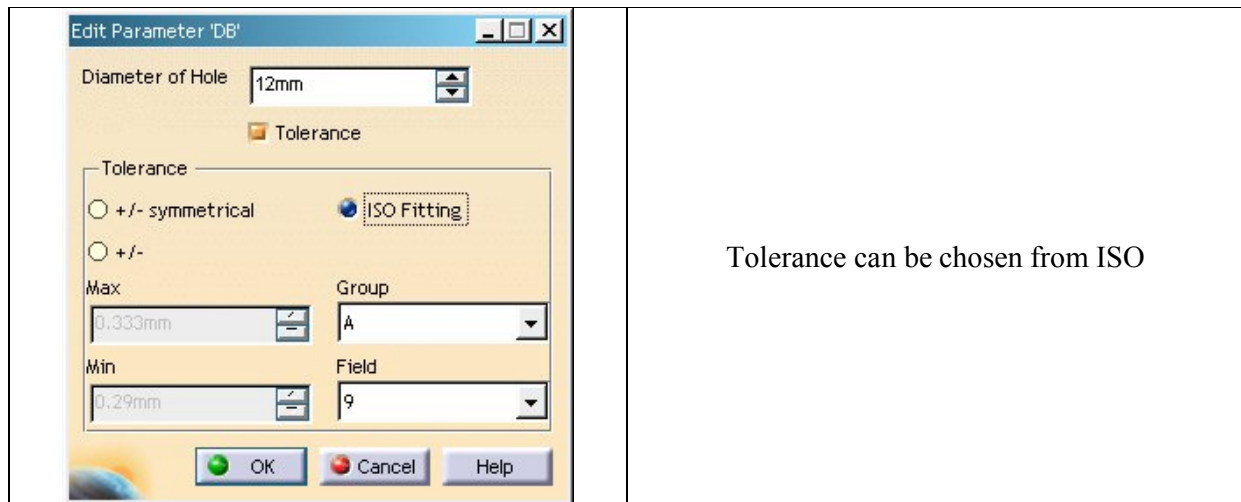 Edit Parameter 'DB'
Diameter of Hole 12mm
Tolerance
Tolerance
+/- symmetrical ISO Fitting
+/-
Max Group
0.333mm A
Min Field
0.29mm 9
OK Cancel Help
Tolerance can be chosen from ISO